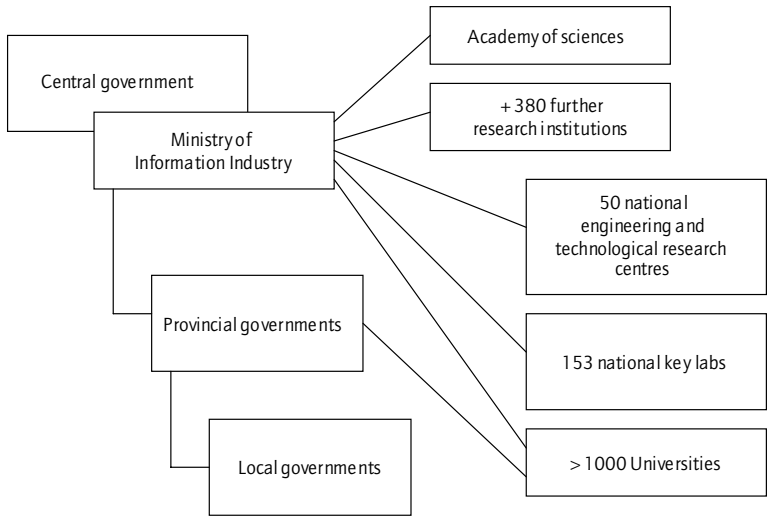 Central government
Ministry of
Information Industry
Provincial governments
Local governments
Academy of sciences
+ 380 further
research institutions
50 national
engineering and
technological research
centres
153 national key labs
> 1000 Universities